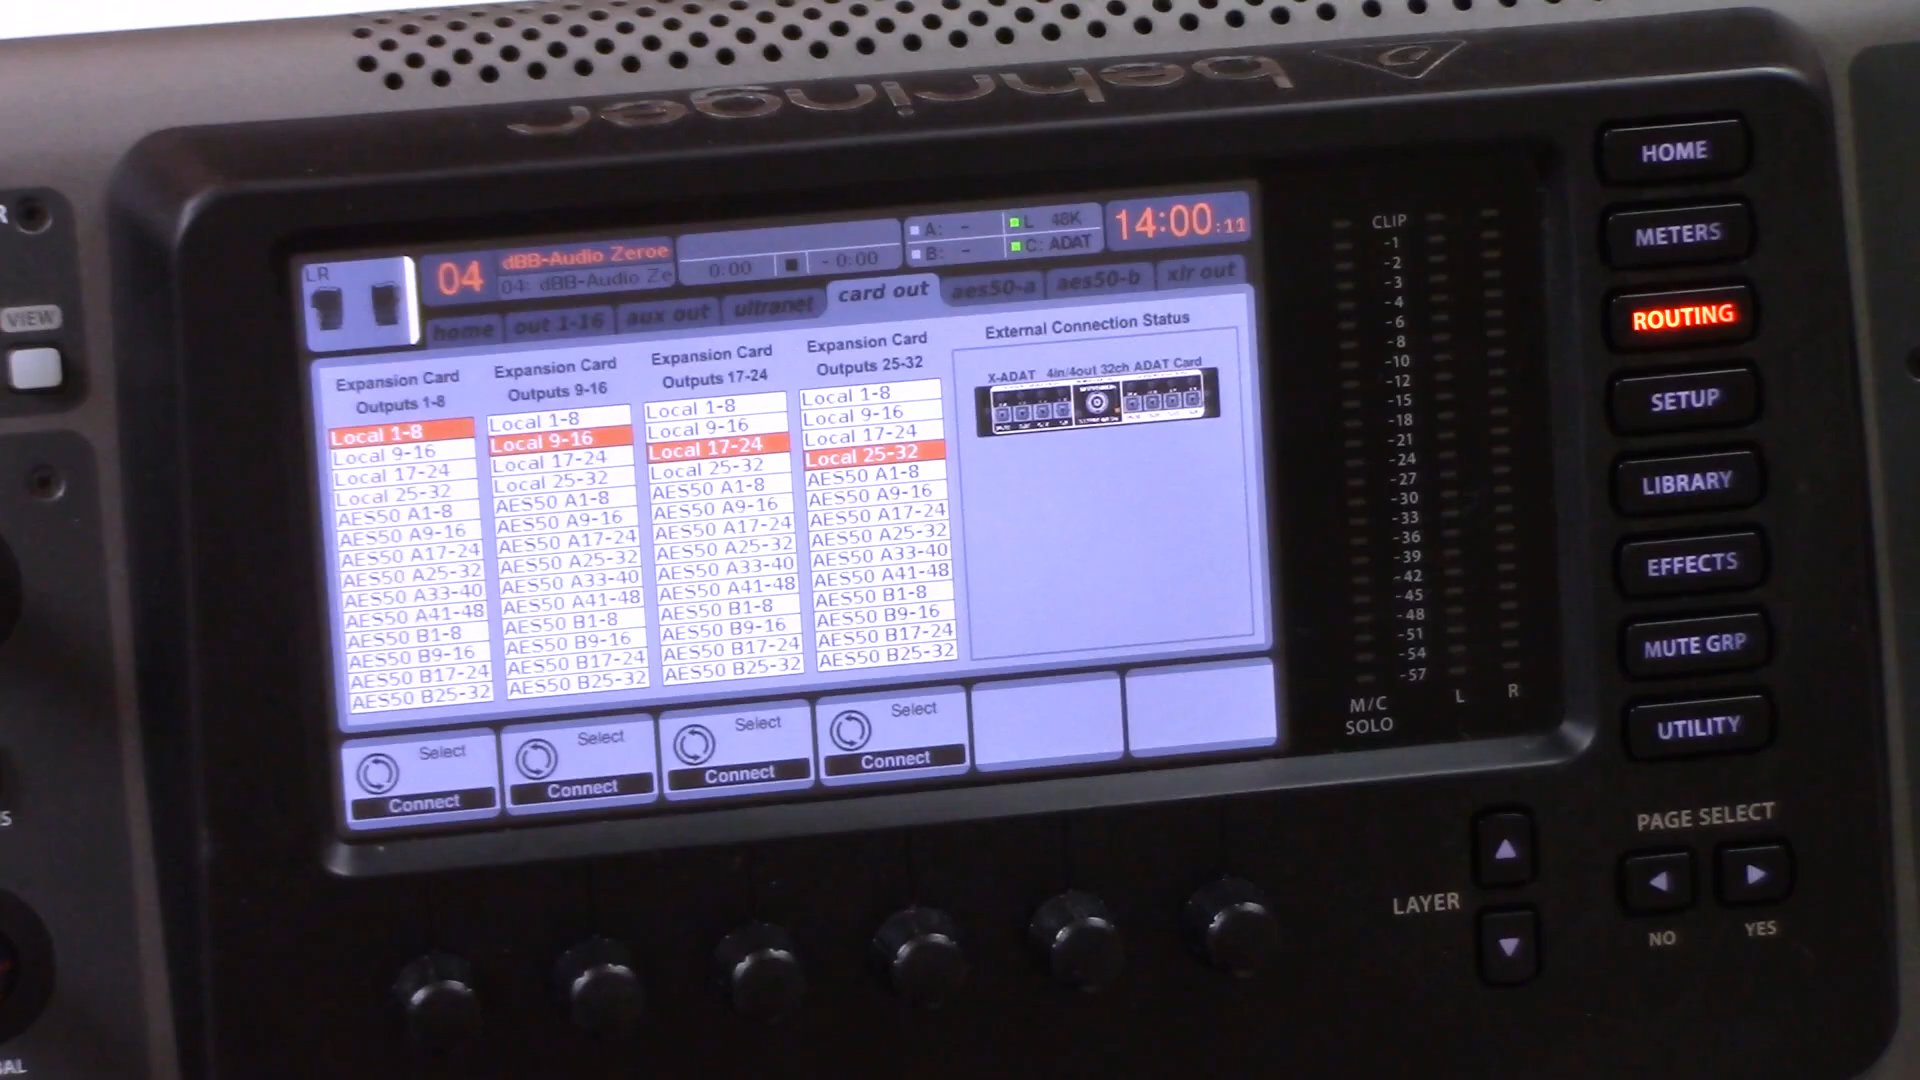 behringer
R
VIEW
LR
04
dBB-Audio Zeroe
04: dBB-Audio Ze
0:00
- 0:00
A: -
B: -
L 48K
C: ADAT
14:00:11
home
out 1-16
aux out
ultranet
card out
aes50-a
aes50-b
xlr out
Expansion Card
Outputs 1-8
Local 1-8
Local 9-16
Local 17-24
Local 25-32
AES50 A1-8
AES50 A9-16
AES50 A17-24
AES50 A25-32
AES50 A33-40
AES50 A41-48
AES50 B1-8
AES50 B9-16
AES50 B17-24
AES50 B25-32
Select
Connect
Expansion Card
Outputs 9-16
Local 1-8
Local 9-16
Local 17-24
Local 25-32
AES50 A1-8
AES50 A9-16
AES50 A17-24
AES50 A25-32
AES50 A33-40
AES50 A41-48
AES50 B1-8
AES50 B9-16
AES50 B17-24
AES50 B25-32
Select
Connect
Expansion Card
Outputs 17-24
Local 1-8
Local 9-16
Local 17-24
Local 25-32
AES50 A1-8
AES50 A9-16
AES50 A17-24
AES50 A25-32
AES50 A33-40
AES50 A41-48
AES50 B1-8
AES50 B9-16
AES50 B17-24
AES50 B25-32
Select
Connect
Expansion Card
Outputs 25-32
Local 1-8
Local 9-16
Local 17-24
Local 25-32
AES50 A1-8
AES50 A9-16
AES50 A17-24
AES50 A25-32
AES50 A33-40
AES50 A41-48
AES50 B1-8
AES50 B9-16
AES50 B17-24
AES50 B25-32
Select
Connect
External Connection Status
X-ADAT 4in/4out 32ch ADAT Card
CLIP
-1
-2
-3
-4
-6
-8
-10
-12
-15
-18
-21
-24
-27
-30
-33
-36
-39
-42
-45
-48
-51
-54
-57
M/C
SOLO
L
R
HOME
METERS
ROUTING
SETUP
LIBRARY
EFFECTS
MUTE GRP
UTILITY
PAGE SELECT
LAYER
NO
YES